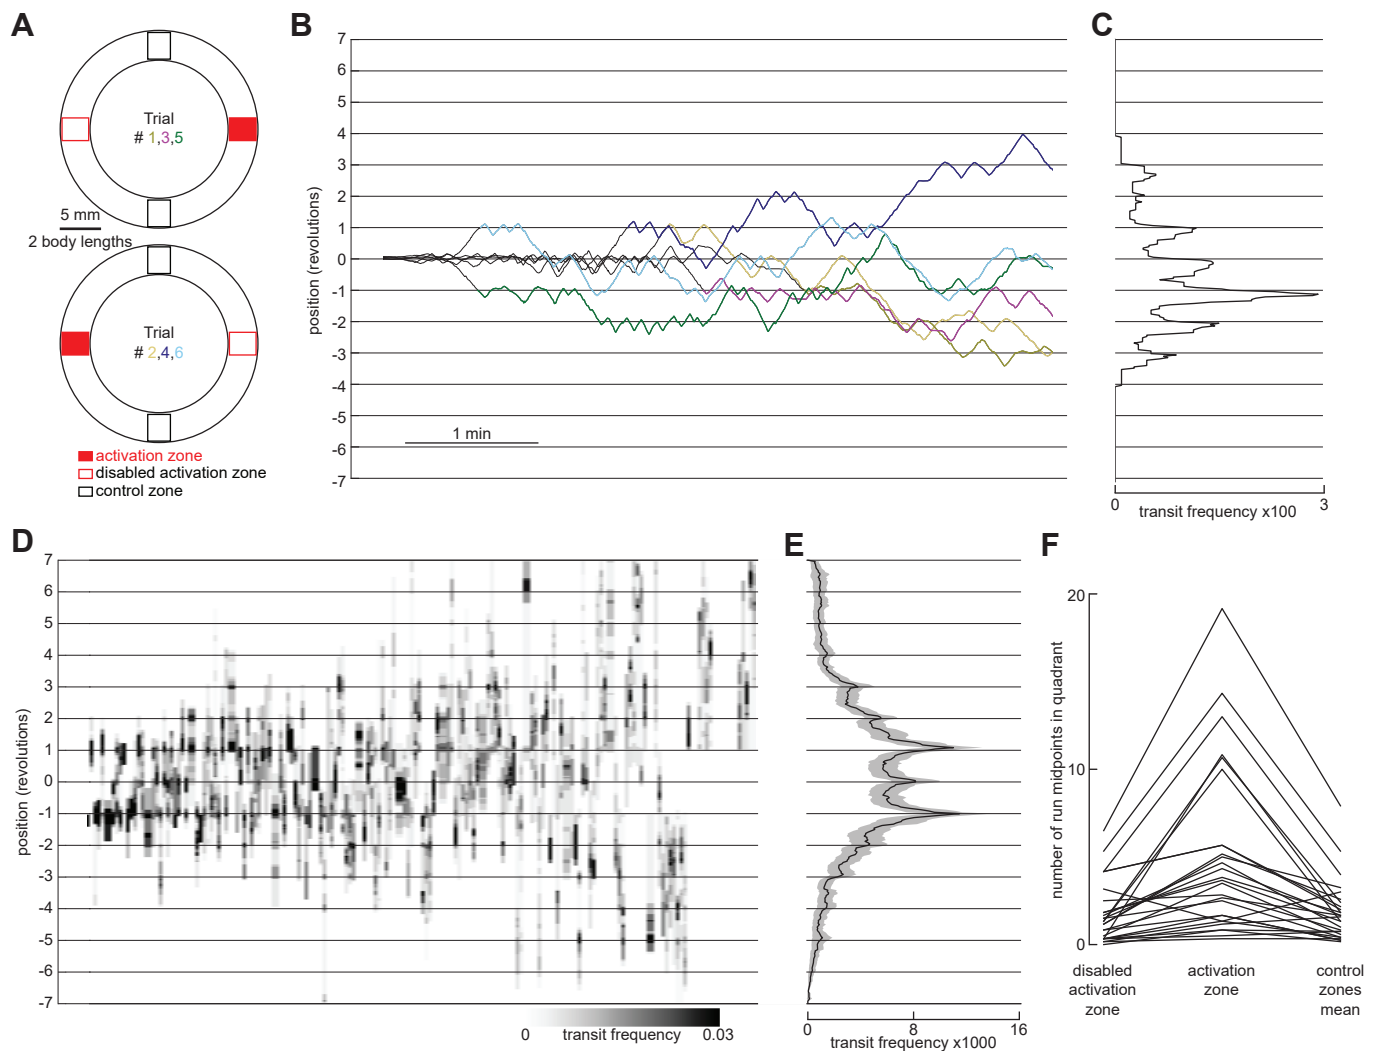 A
Trial
# 1,3,5
5 mm
2 body lengths
Trial
# 2,4,6
activation zone
disabled activation zone
control zone
B
position (revolutions)
7
6
5
4
3
2
1
0
-1
-2
-3
-4
-5
-6
-7
1 min
C
0
3
transit frequency x100
D
position (revolutions)
7
6
5
4
3
2
1
0
-1
-2
-3
-4
-5
-6
-7
0
transit frequency
0.03
E
0
8
16
transit frequency x1000
F
number of run midpoints in quadrant
20
10
0
disabled
activation
zone
activation
zone
control
zones
mean